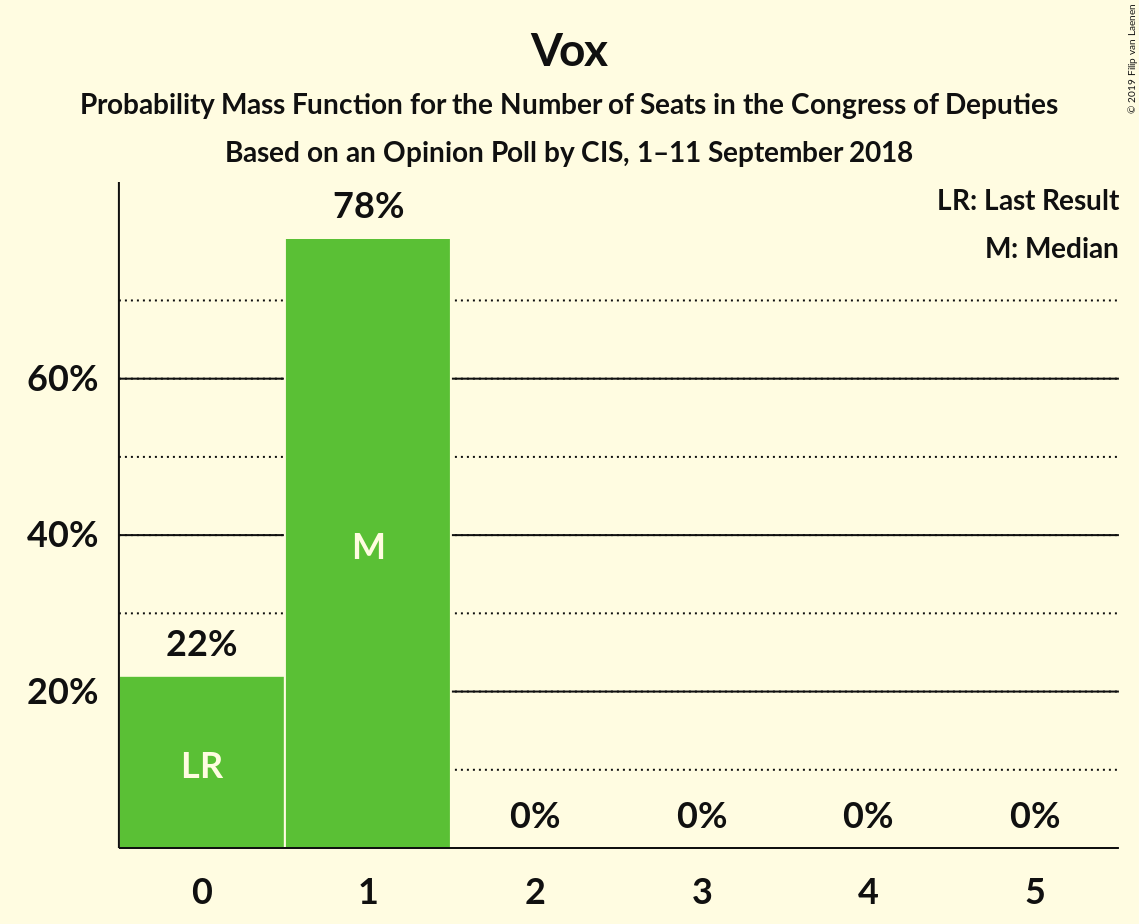 Vox
Probability Mass Function for the Number of Seats in the Congress of Deputies
Based on an Opinion Poll by CIS, 1–11 September 2018
© 2019 Filip van Laenen
LR: Last Result
M: Median
78%
60%
40%
M
22%
20%
LR
0% 0% 0% 0%
0 1 2 3 4 5